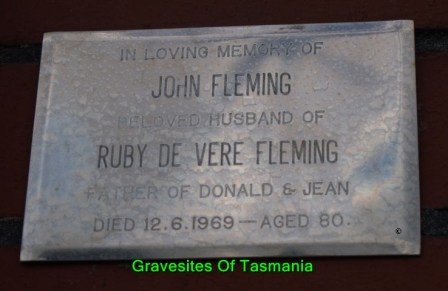 IN LOVING MEMORY OF
JOHN FLEMING
BELOVED HUSBAND OF
RUBY DE VERE FLEMING
FATHER OF DONALD & JEAN
DIED 12.6.1969 — AGED 80.
©
Gravesites Of Tasmania